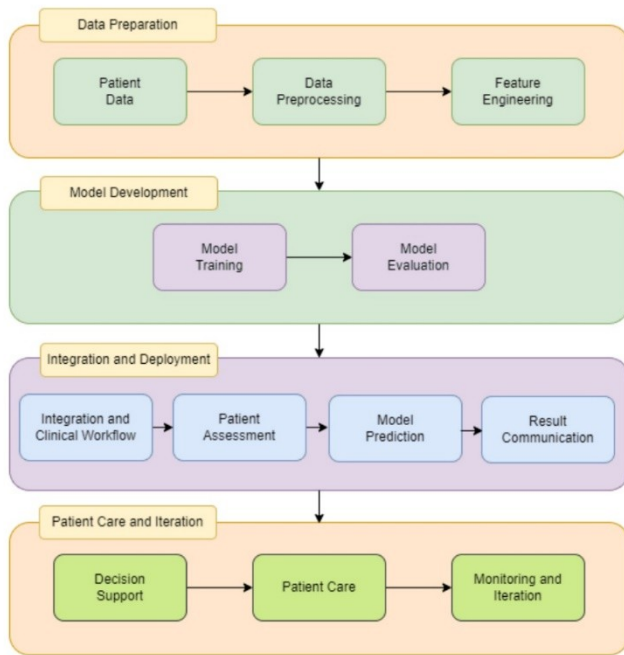 Data Preparation
Patient
Data
Data
Preprocessing
Feature
Engineering
Model Development
Model
Training
Model
Evaluation
Integration and Deployment
Integration and
Clinical Workflow
Patient
Assessment
Model
Prediction
Result
Communication
Patient Care and Iteration
Decision
Support
Patient Care
Monitoring and
Iteration